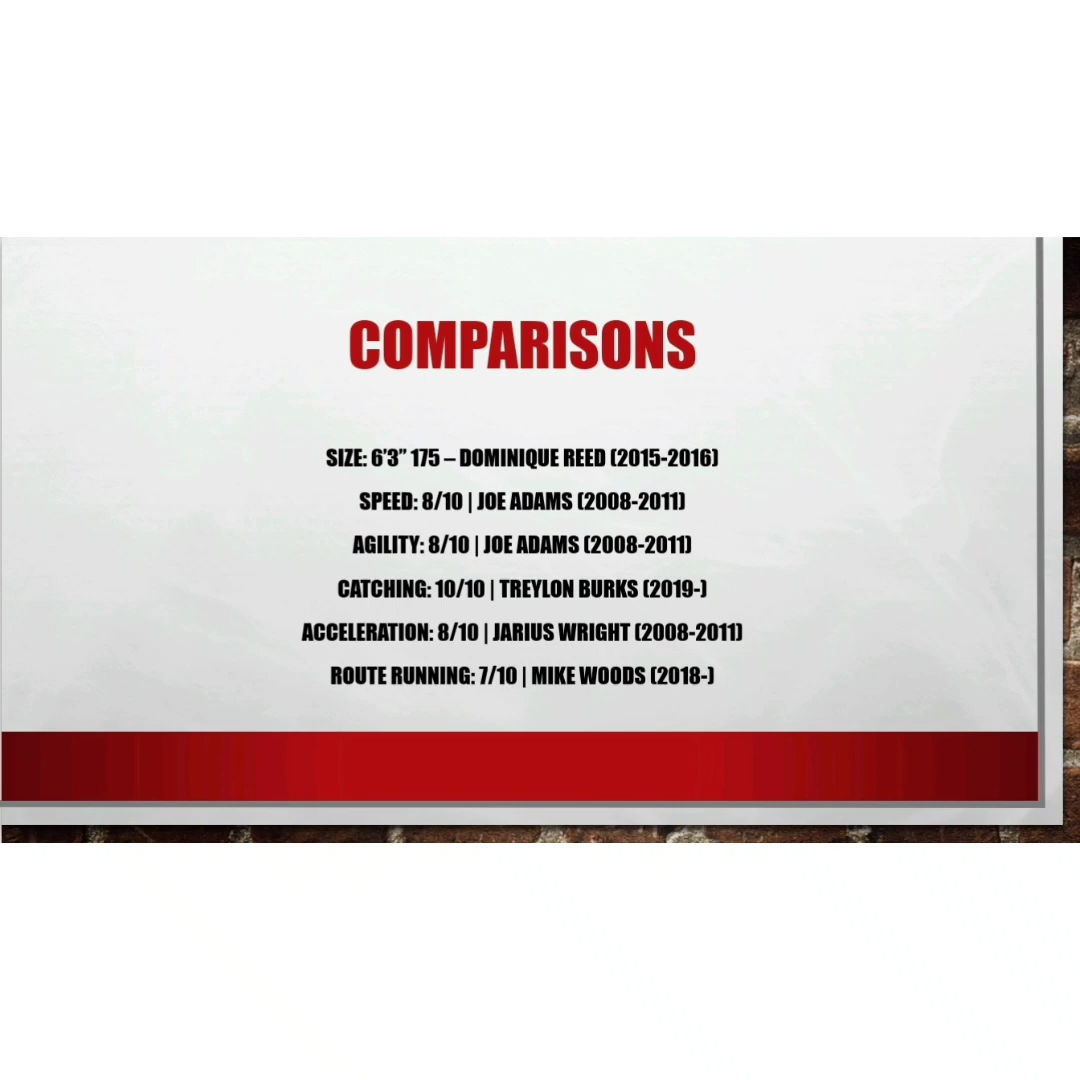 COMPARISONS
SIZE: 6’3” 175 – DOMINIQUE REED (2015-2016)
SPEED: 8/10 | JOE ADAMS (2008-2011)
AGILITY: 8/10 | JOE ADAMS (2008-2011)
CATCHING: 10/10 | TREYLON BURKS (2019-)
ACCELERATION: 8/10 | JARIUS WRIGHT (2008-2011)
ROUTE RUNNING: 7/10 | MIKE WOODS (2018-)